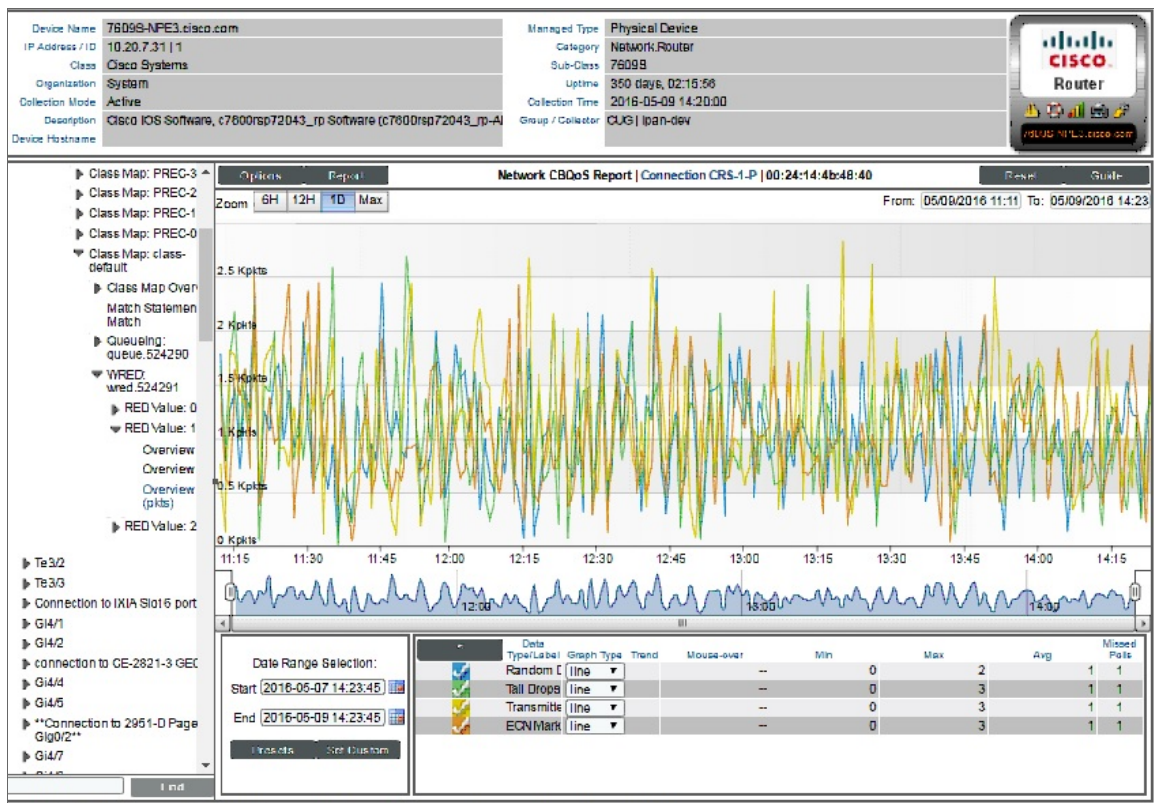 Device Name 7609S-NPE3.cisco.com
IP Address / ID 10.20.7.31 | 1
Class Cisco Systems
Organization System
Collection Mode Active
Description Cisco IOS Software, c7600rsp72043_rp Software (c7600rsp72043_rp-A
Device Hostname
Managed Type Physical Device
Category Network.Router
Sub-Class 7609S
Uptime 350 days, 02:15:56
Collection Time 2016-05-09 14:20:00
Group / Collector CUG | ipan-dev
CISCO
Router
7609S-NPE3.cisco.com
Class Map: PREC-3
Class Map: PREC-2
Class Map: PREC-1
Class Map: PREC-0
Class Map: class-
default
Class Map Over
Match Statemen
Match
Queueing:
queue.524290
WRED:
wred.524291
RED Value: 0
RED Value: 1
Overview
Overview
Overview
(pkts)
RED Value: 2
Te3/2
Te3/3
Connection to IXIA Slot 6 port
Gi4/1
Gi4/2
connection to CE-2821-3 GEC
Gi4/4
Gi4/5
**Connection to 2951-D Page
Gig0/2**
Gi4/7
Find
Options Report Network CBQoS Report | Connection CRS-1-P | 00:24:14:4b:48:40 Reset Guide
Zoom 6H 12H 1D Max From: 05/09/2016 11:11 To: 05/09/2016 14:23
2.5 Kpkts
2 Kpkts
1.5 Kpkts
1 Kpkts
0.5 Kpkts
0 Kpkts
11:15 11:30 11:45 12:00 12:15 12:30 12:45 13:00 13:15 13:30 13:45 14:00 14:15
12:00 13:00 14:00
Date Range Selection:
Start 2016-05-07 14:23:45
End 2016-05-09 14:23:45
Presets Set Custom
Data Type/Label Graph Type Trend Mouse-over Min Max Avg Missed Polls
Random D line -- 0 2 1 1
Tail Drops line -- 0 3 1 1
Transmitte line -- 0 3 1 1
ECN Mark line -- 0 3 1 1